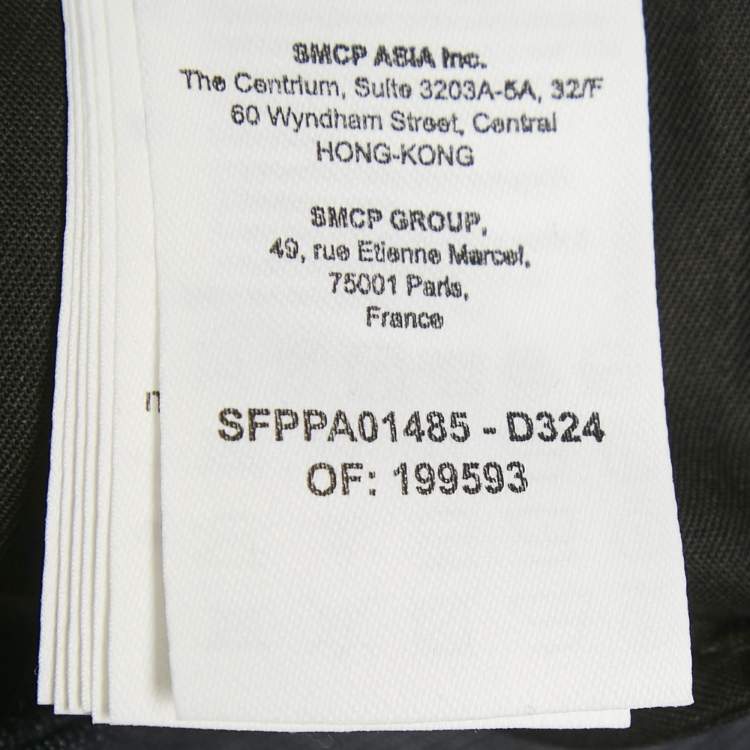 SMCP ASIA Inc.
The Centrium, Suite 3203A-5A, 32/F
60 Wyndham Street, Central
HONG-KONG
SMCP GROUP,
49, rue Etienne Marcel,
75001 Paris,
France
SFPPA01485 - D324
OF: 199593